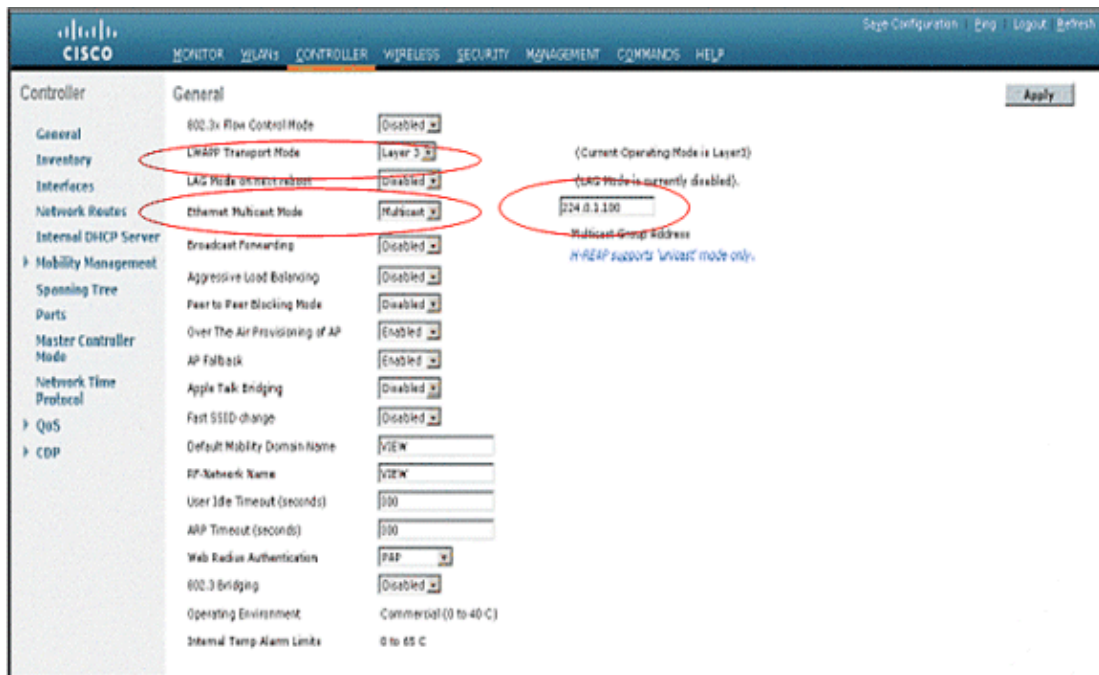 Save Configuration | Ping | Logout | Refresh
CISCO
MONITOR WLANs CONTROLLER WIRELESS SECURITY MANAGEMENT COMMANDS HELP
Controller
General
Inventory
Interfaces
Network Routes
Internal DHCP Server
Mobility Management
Spanning Tree
Ports
Master Controller
Mode
Network Time
Protocol
QoS
CDP
General
Apply
802.3x Flow Control Mode Disabled
LWAPP Transport Mode Layer 3 (Current Operating Mode is Layer3)
LAG Mode on next reboot Disabled (LAG Mode is currently disabled).
Ethernet Multicast Mode Multicast 224.0.1.100
Multicast Group Address
Broadcast Forwarding Disabled
H-REAP supports 'unicast' mode only.
Aggressive Load Balancing Disabled
Peer to Peer Blocking Mode Disabled
Over The Air Provisioning of AP Enabled
AP Fallback Enabled
Apple Talk Bridging Disabled
Fast SSID change Disabled
Default Mobility Domain Name VIEW
RF-Network Name VIEW
User Idle Timeout (seconds) 300
ARP Timeout (seconds) 300
Web Radius Authentication PAP
802.3 Bridging Disabled
Operating Environment Commercial (0 to 40 C)
Internal Temp Alarm Limits 0 to 65 C